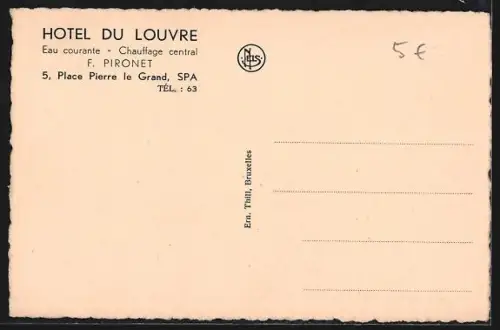 HOTEL DU LOUVRE
Eau courante - Chauffage central
F. PIRONET
5, Place Pierre le Grand, SPA
TÉL. : 63
5 €
Ern. Thill, Bruxelles